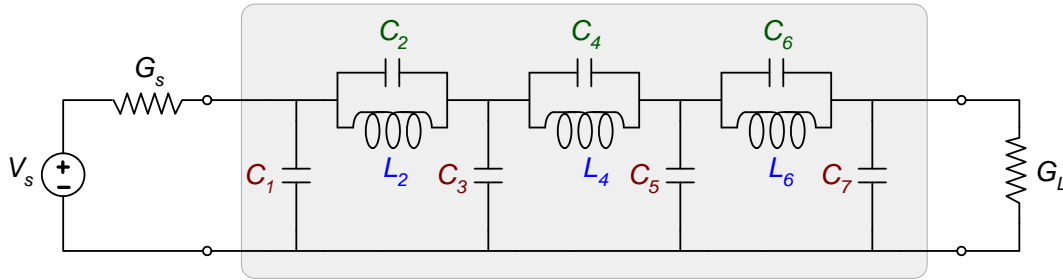 C2 C4 C6
Gs
Vs + −
L2 L4 L6
C1 C3 C5 C7
GL